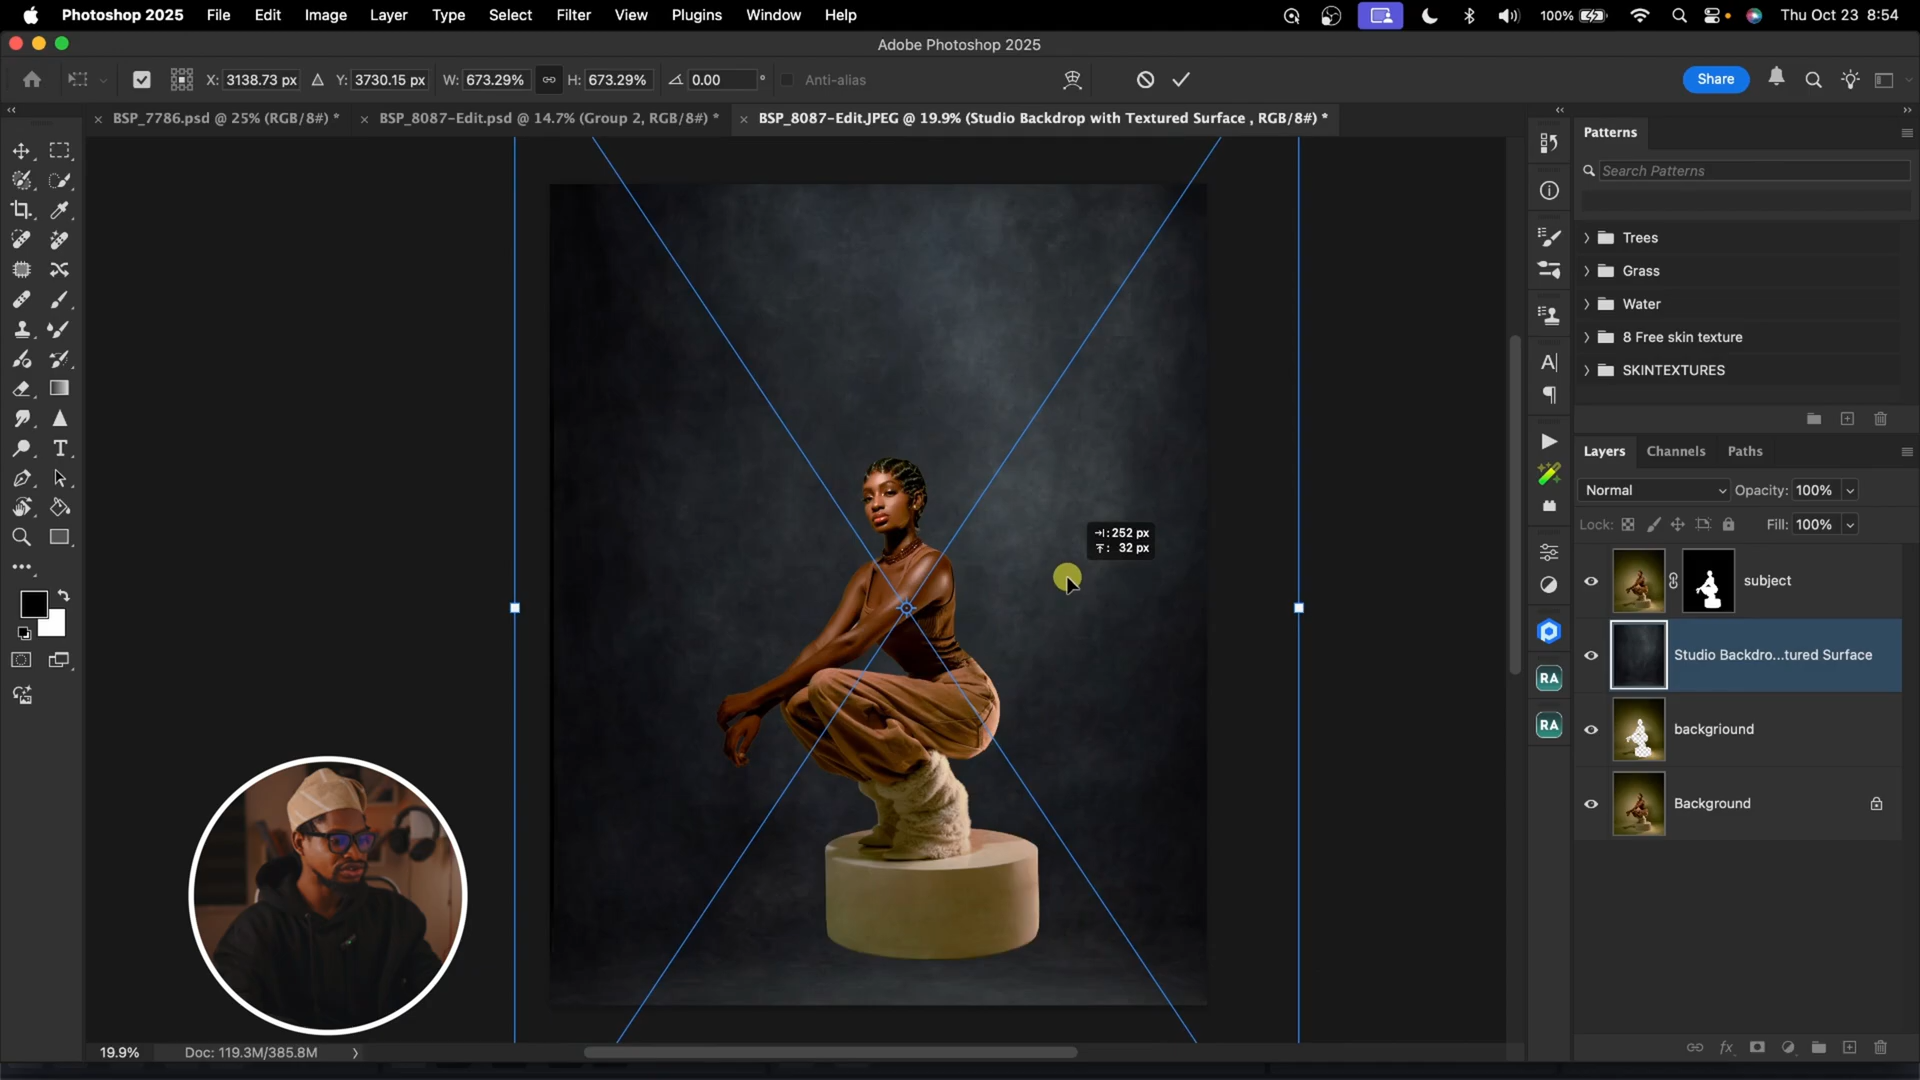 Photoshop 2025 File Edit Image Layer Type Select Filter View Plugins Window Help 100% Thu Oct 23 8:54
Adobe Photoshop 2025
X: 3138.73 px Y: 3730.15 px W: 673.29% H: 673.29% 0.00 ° Anti-alias Share
× BSP_7786.psd @ 25% (RGB/8#) * × BSP_8087-Edit.psd @ 14.7% (Group 2, RGB/8#) * × BSP_8087-Edit.JPEG @ 19.9% (Studio Backdrop with Textured Surface , RGB/8#) *
Patterns
Search Patterns
Trees
Grass
Water
8 Free skin texture
SKINTEXTURES
Layers Channels Paths
Normal Opacity: 100%
Lock: Fill: 100%
: 252 px
: 32 px
subject
Studio Backdro...tured Surface
backgriound
Background
RA
RA
19.9% Doc: 119.3M/385.8M